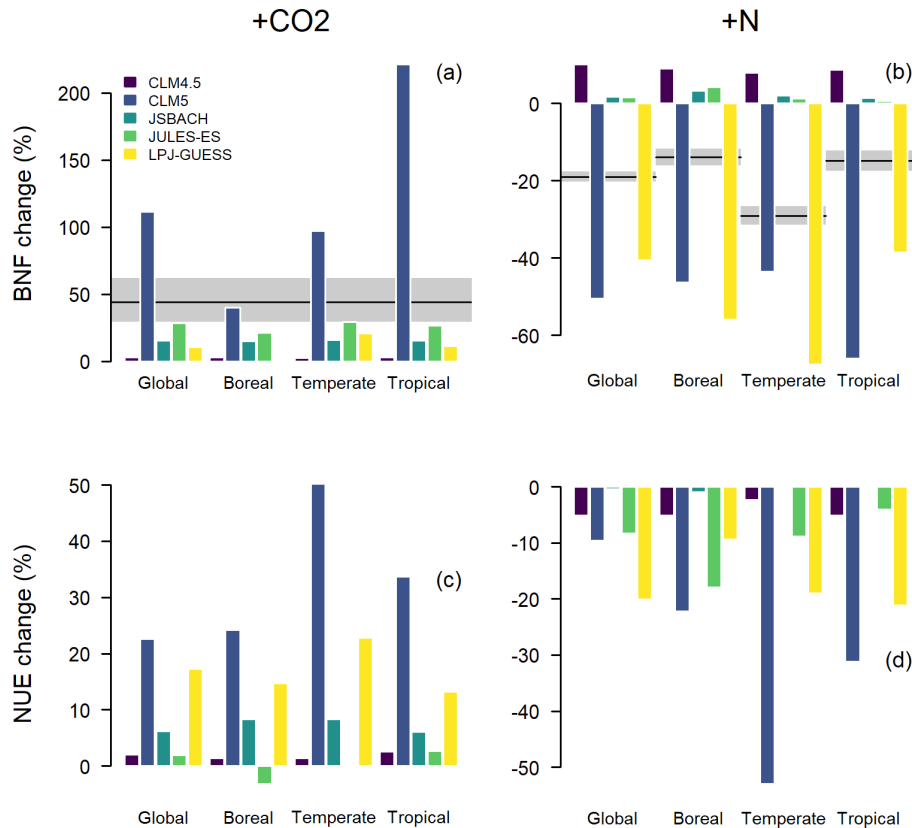 +CO2
+N
(a)
CLM4.5
CLM5
JSBACH
JULES-ES
LPJ-GUESS
BNF change (%)
200
150
100
50
0
Global Boreal Temperate Tropical
(b)
0
-20
-40
-60
Global Boreal Temperate Tropical
(c)
NUE change (%)
50
40
30
20
10
0
Global Boreal Temperate Tropical
0
-10
-20
-30
-40
-50
(d)
Global Boreal Temperate Tropical